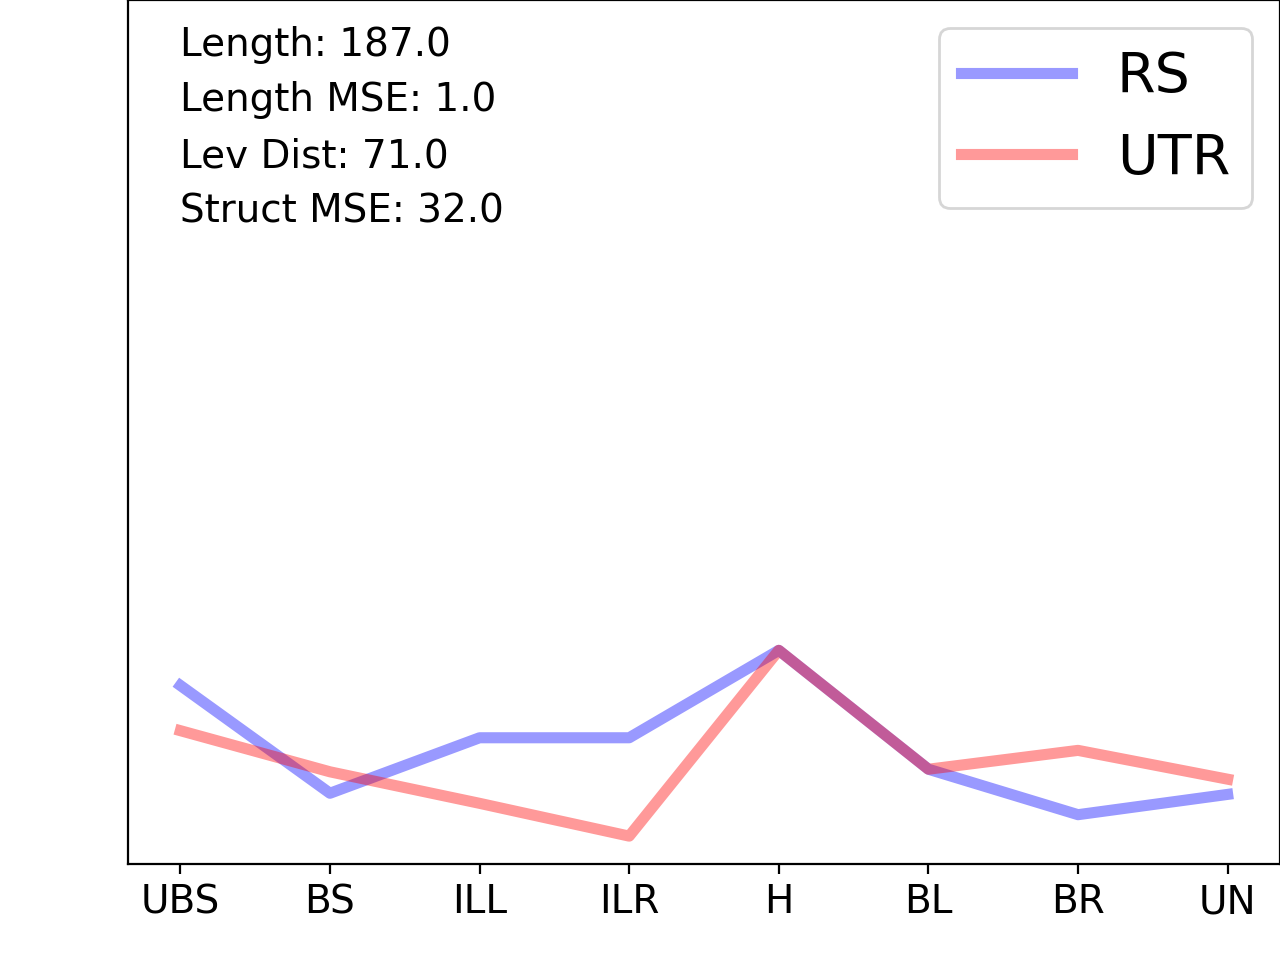 Length: 187.0
Length MSE: 1.0
Lev Dist: 71.0
Struct MSE: 32.0
RS
UTR
UBS BS ILL ILR H BL BR UN